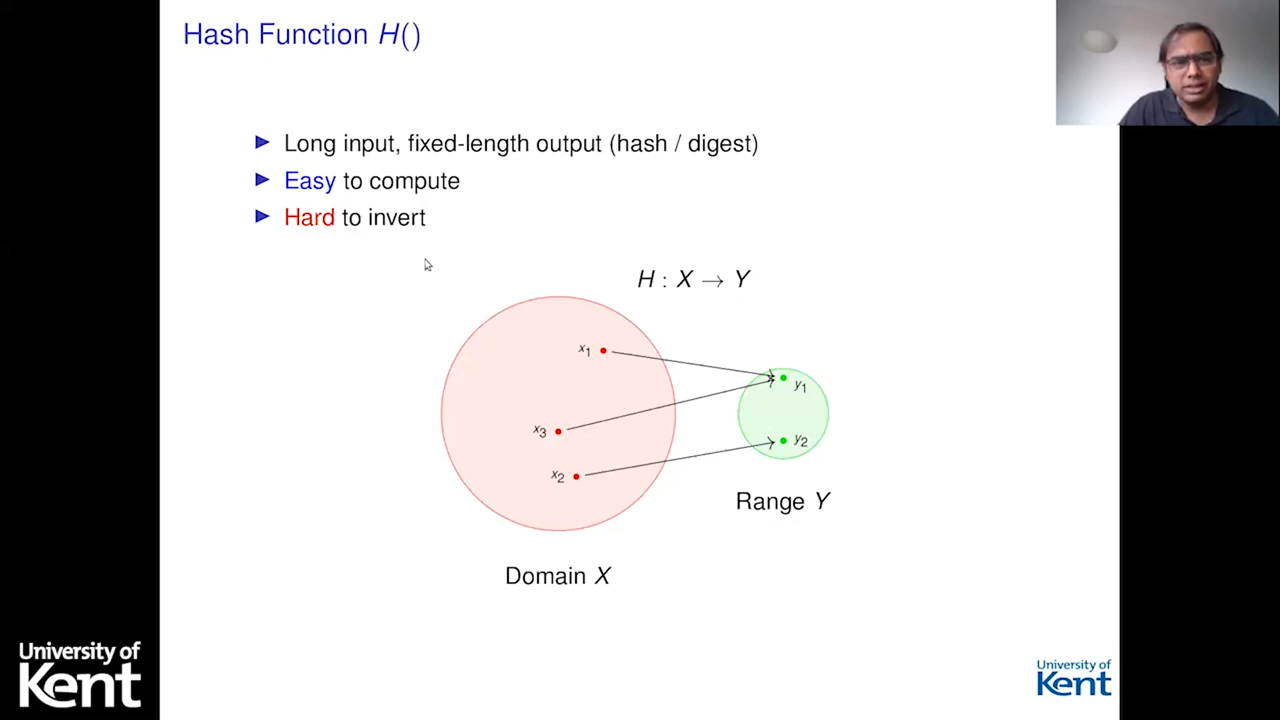 Hash Function H()
Long input, fixed-length output (hash / digest)
Easy to compute
Hard to invert
H : X → Y
x1
y1
x3
y2
x2
Range Y
Domain X
University of
Kent
University of
Kent